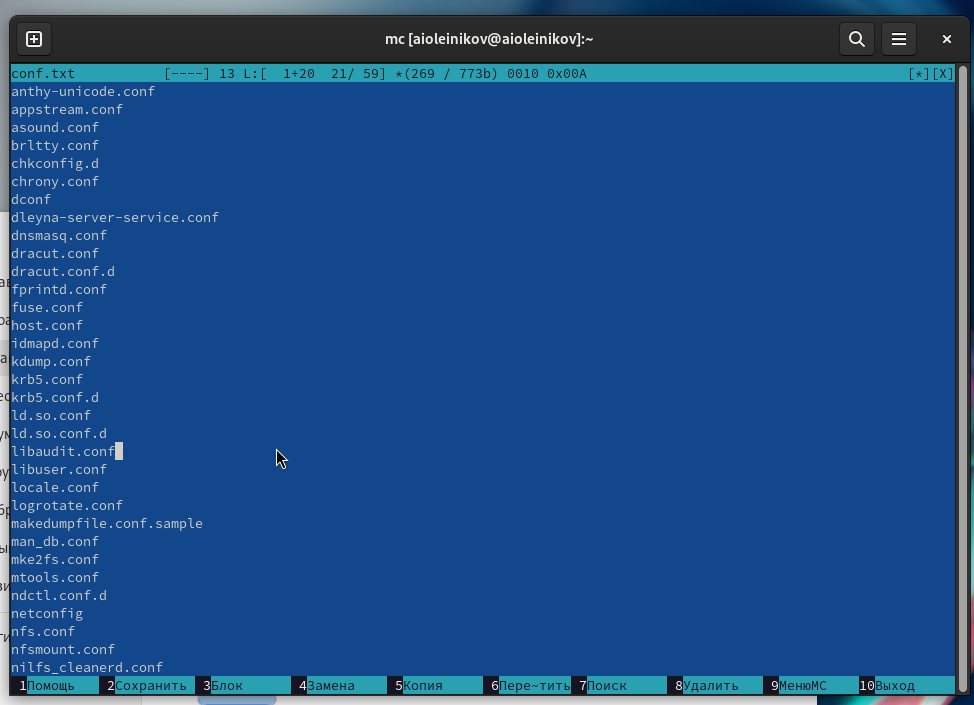 mc [aioleinikov@aioleinikov]:~
conf.txt [----] 13 L:[ 1+20 21/ 59] *(269 / 773b) 0010 0x00A [*][X]
anthy-unicode.conf
appstream.conf
asound.conf
brltty.conf
chkconfig.d
chrony.conf
dconf
dleyna-server-service.conf
dnsmasq.conf
dracut.conf
dracut.conf.d
fprintd.conf
fuse.conf
host.conf
idmapd.conf
kdump.conf
krb5.conf
krb5.conf.d
ld.so.conf
ld.so.conf.d
libaudit.conf
libuser.conf
locale.conf
logrotate.conf
makedumpfile.conf.sample
man_db.conf
mke2fs.conf
mtools.conf
ndctl.conf.d
netconfig
nfs.conf
nfsmount.conf
nilfs_cleanerd.conf
1Помощь 2Сохранить 3Блок 4Замена 5Копия 6Пере~тить 7Поиск 8Удалить 9МенюMC 10Выход